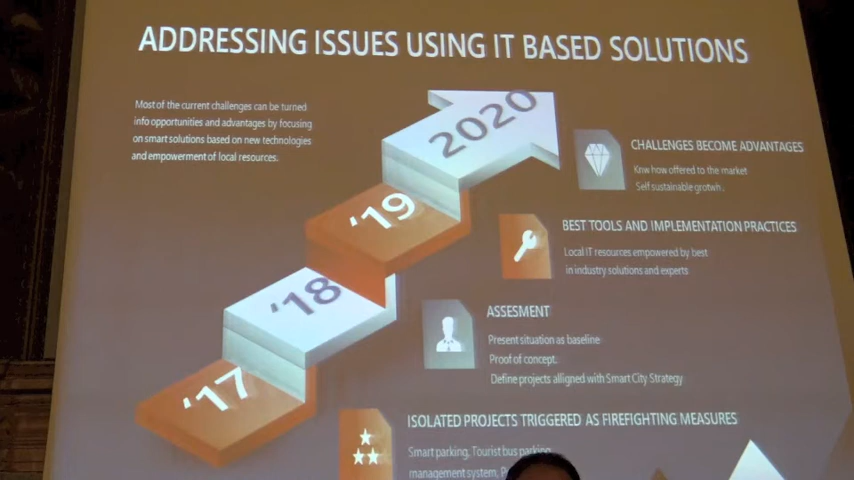 ADDRESSING ISSUES USING IT BASED SOLUTIONS
Most of the current challenges can be turned
info opportunities and advantages by focusing
on smart solutions based on new technologies
and empowerment of local resources.
2020
CHALLENGES BECOME ADVANTAGES
Knw how offered to the market
Self sustainable grotwh.
'19
BEST TOOLS AND IMPLEMENTATION PRACTICES
Local IT resources empowered by best
in industry solutions and experts
'18
ASSESMENT
Present situation as baseline
Proof of concept.
Define projects alligned with Smart City Strategy
'17
ISOLATED PROJECTS TRIGGERED AS FIREFIGHTING MEASURES
Smart parking, Tourist bus parking
management system,